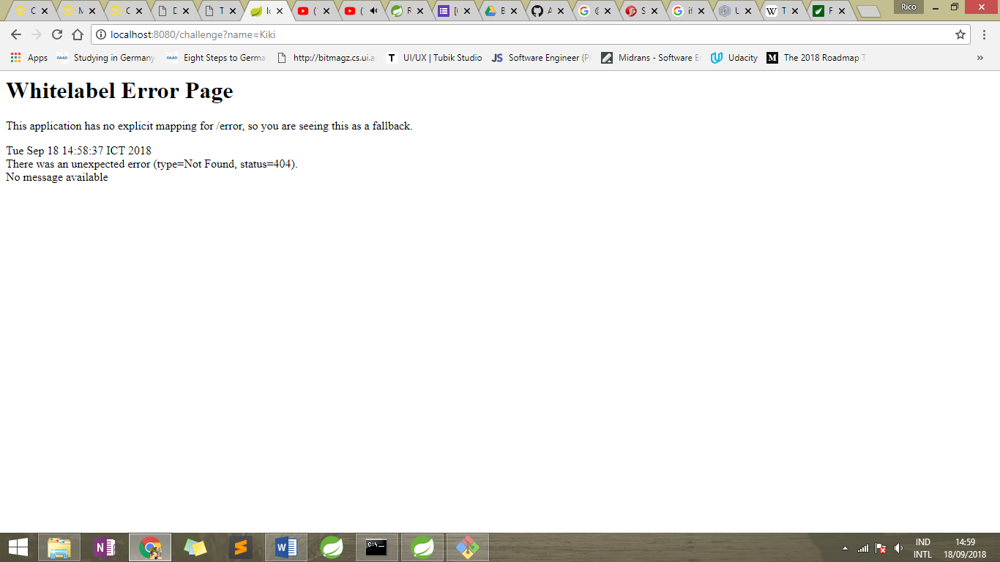 Rico
localhost:8080/challenge?name=Kiki
Apps Studying in Germany Eight Steps to Germa http://bitmagz.cs.ui.a UI/UX | Tubik Studio Software Engineer (P Midrans - Software E Udacity The 2018 Roadmap T
Whitelabel Error Page
This application has no explicit mapping for /error, so you are seeing this as a fallback.
Tue Sep 18 14:58:37 ICT 2018
There was an unexpected error (type=Not Found, status=404).
No message available
IND 14:59
INTL 18/09/2018